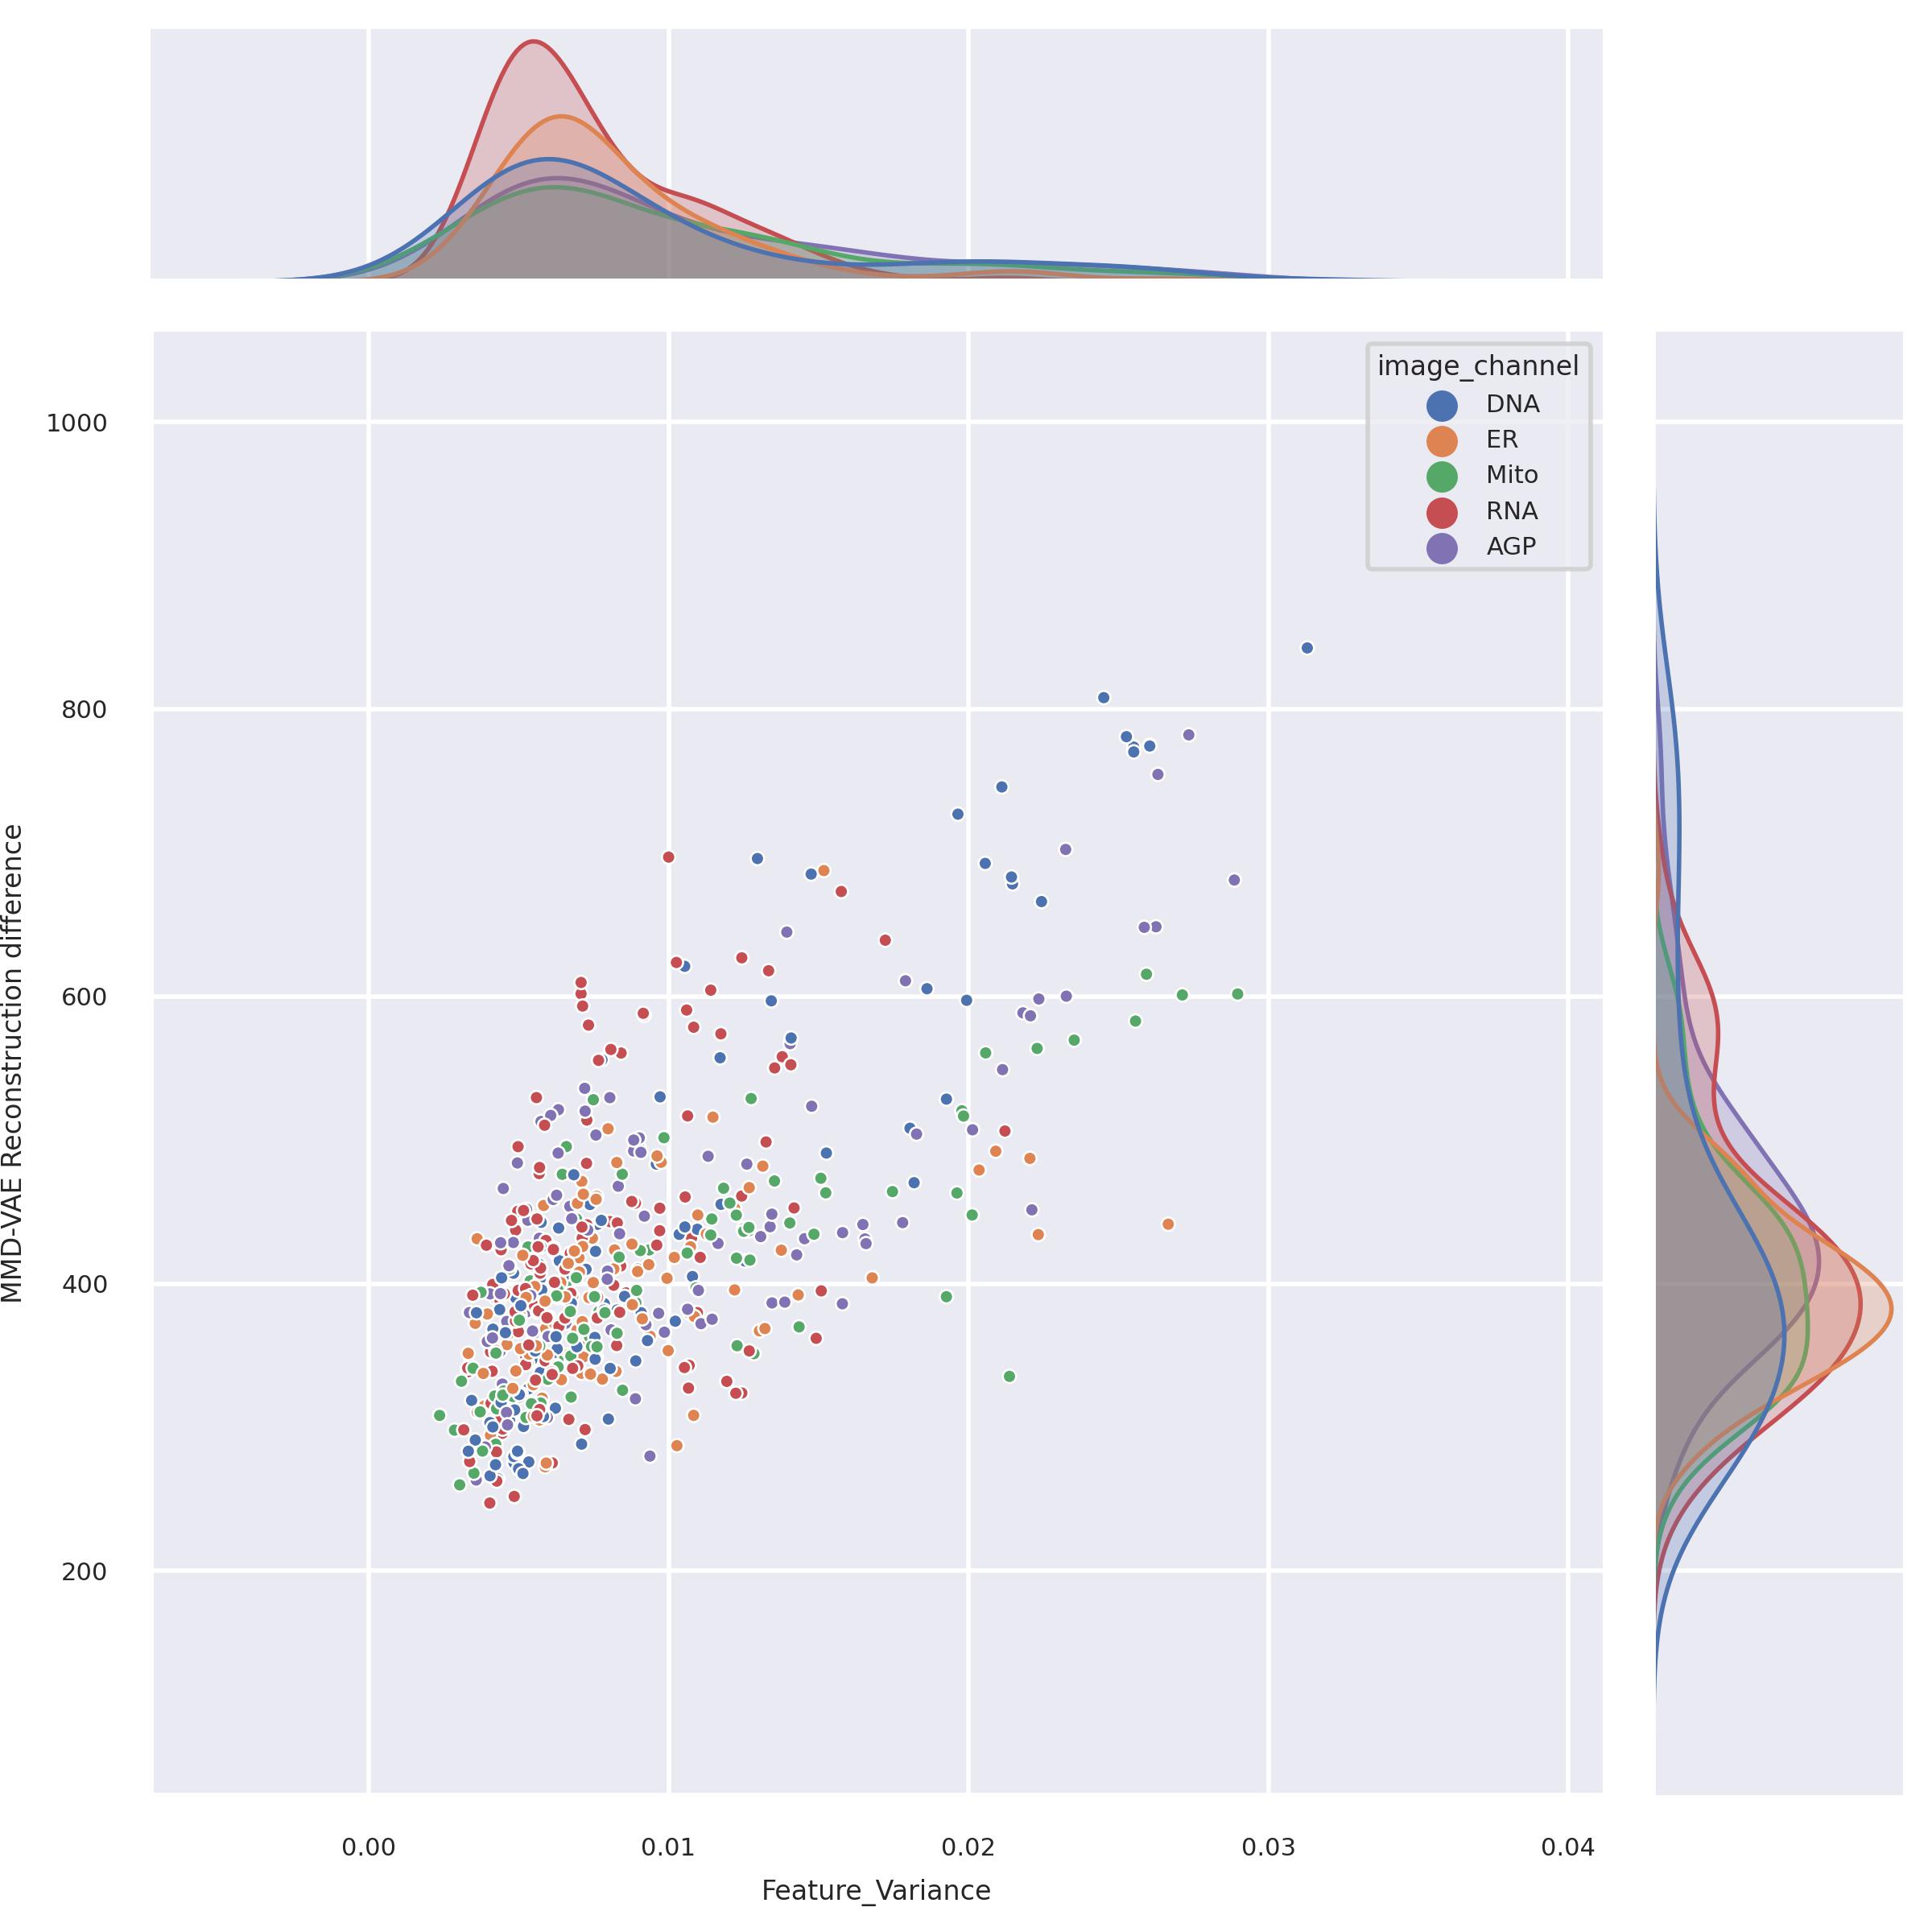 image_channel
DNA
ER
Mito
RNA
AGP
1000
800
600
400
200
MMD-VAE Reconstruction difference
0.00 0.01 0.02 0.03 0.04
Feature_Variance